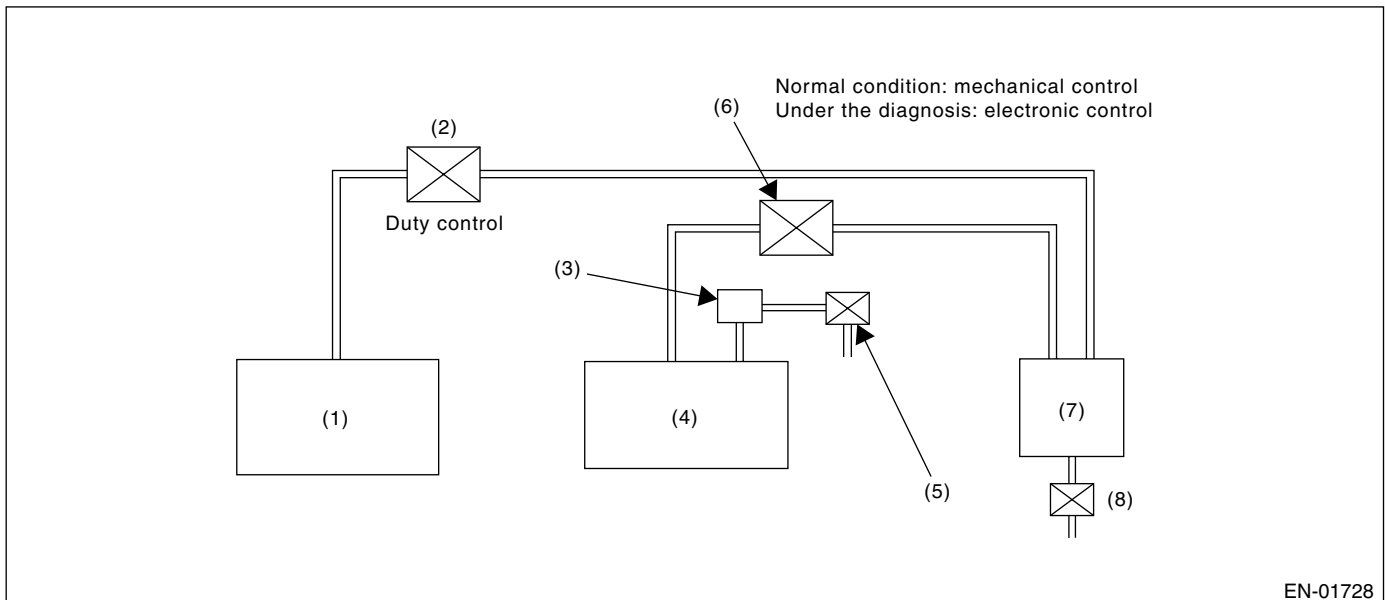 Normal condition: mechanical control
(6)
Under the diagnosis: electronic control
(2)
Duty control
(3)
(1)
(4)
(7)
(5)
(8)
EN-01728